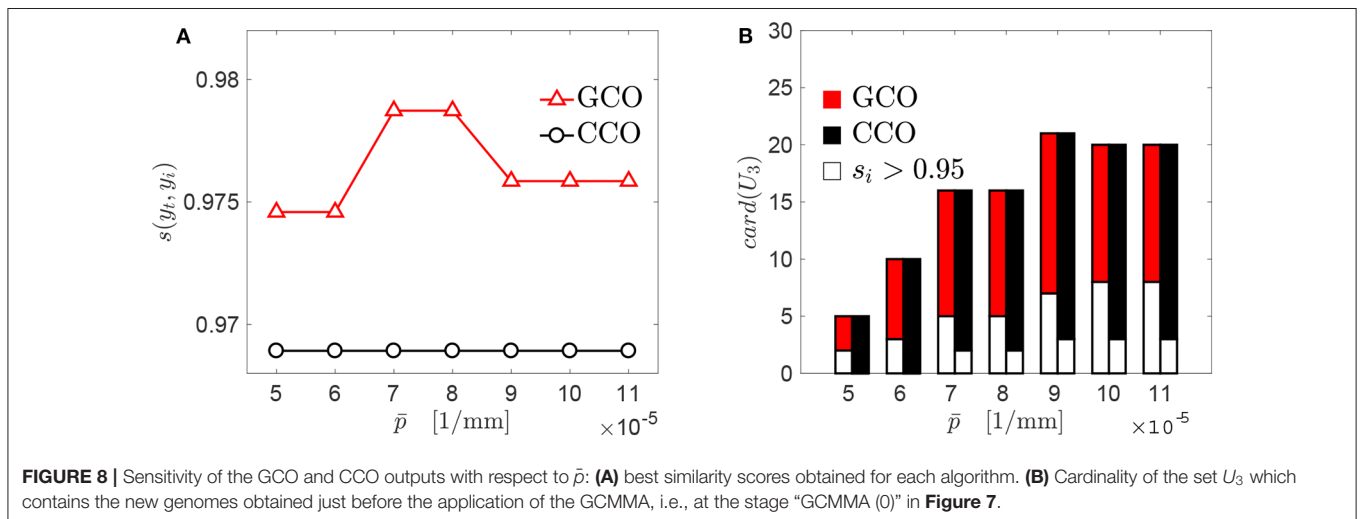 A
0.98
0.975
0.97
s(y_t, y_i)
GCO
CCO
5 6 7 8 9 10 11
p̄ [1/mm] ×10⁻⁵
B
30
25
20
15
10
5
0
card(U₃)
GCO
CCO
s_i > 0.95
5 6 7 8 9 10 11
p̄ [1/mm] ×10⁻⁵
FIGURE 8 | Sensitivity of the GCO and CCO outputs with respect to p̄: (A) best similarity scores obtained for each algorithm. (B) Cardinality of the set U₃ which
contains the new genomes obtained just before the application of the GCMMA, i.e., at the stage “GCMMA (0)” in Figure 7.